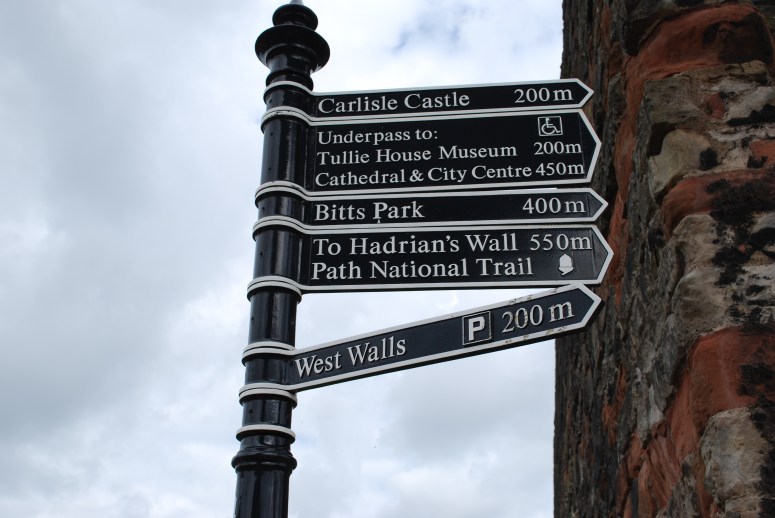 Carlisle Castle 200m
Underpass to:
Tullie House Museum 200m
Cathedral & City Centre 450m
Bitts Park 400m
To Hadrian's Wall 550m
Path National Trail
West Walls P 200m